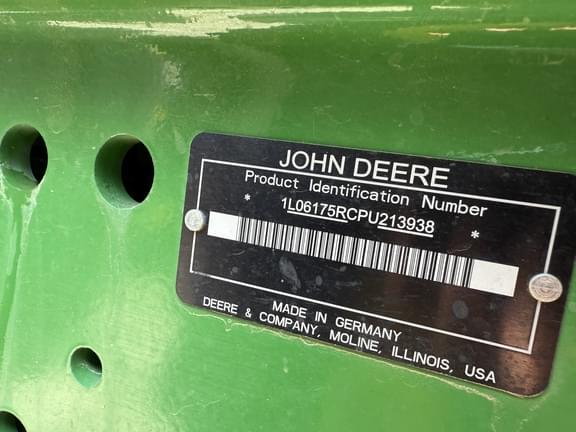 JOHN DEERE
Product Identification Number
* 1L06175RCPU213938 *
MADE IN GERMANY
DEERE & COMPANY, MOLINE, ILLINOIS, USA